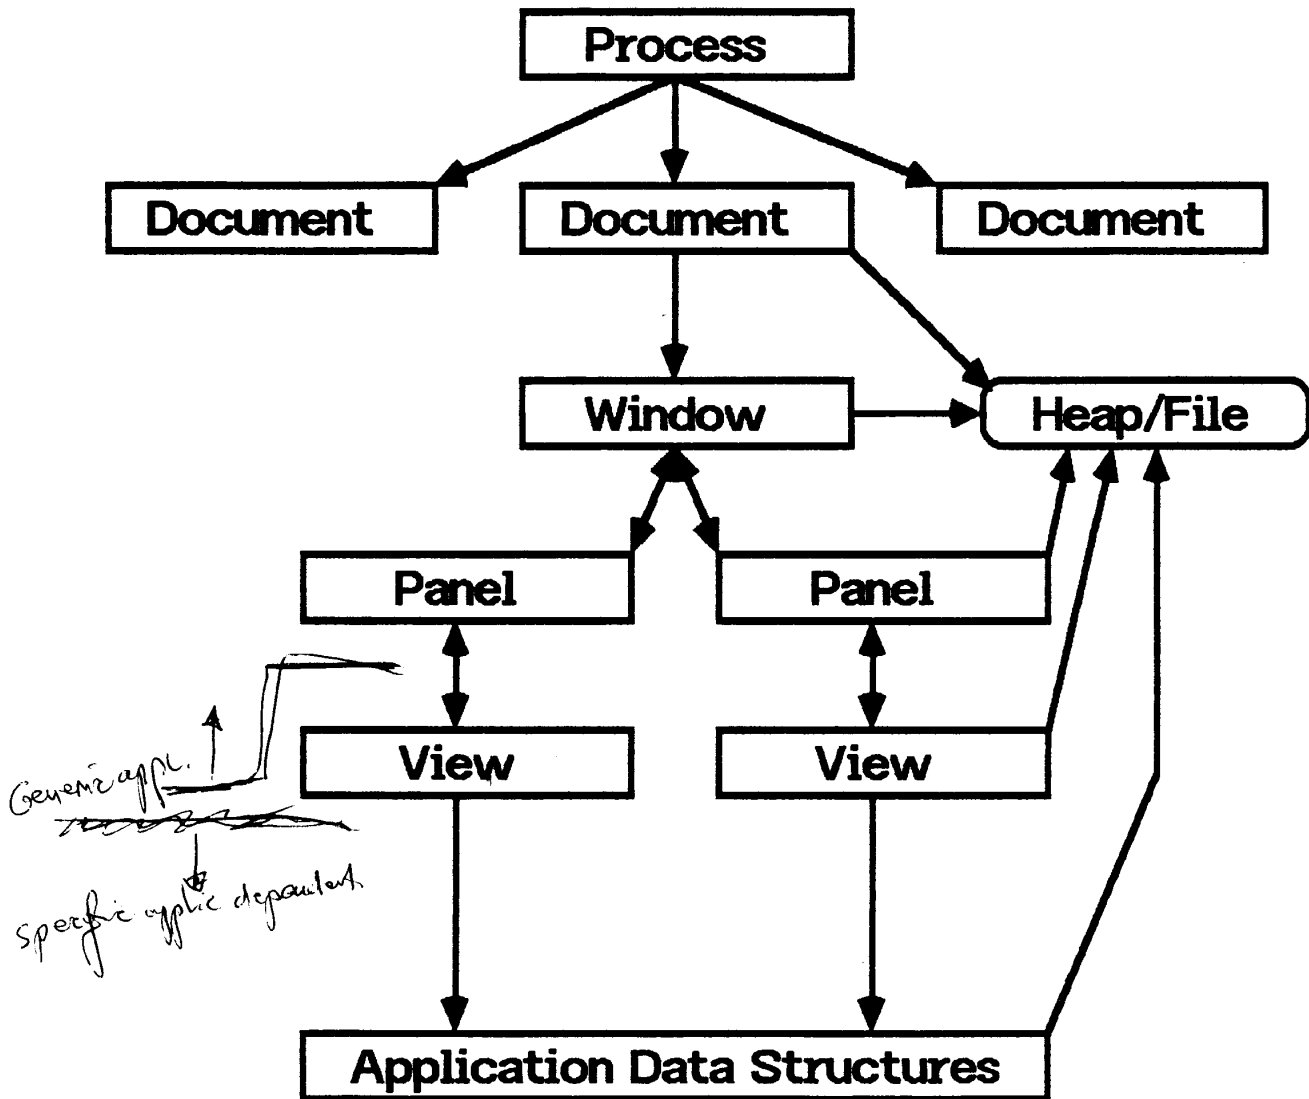 Process
Document Document Document
Window Heap/File
Panel Panel
View View
Generic appl.
specific applic dependent
Application Data Structures